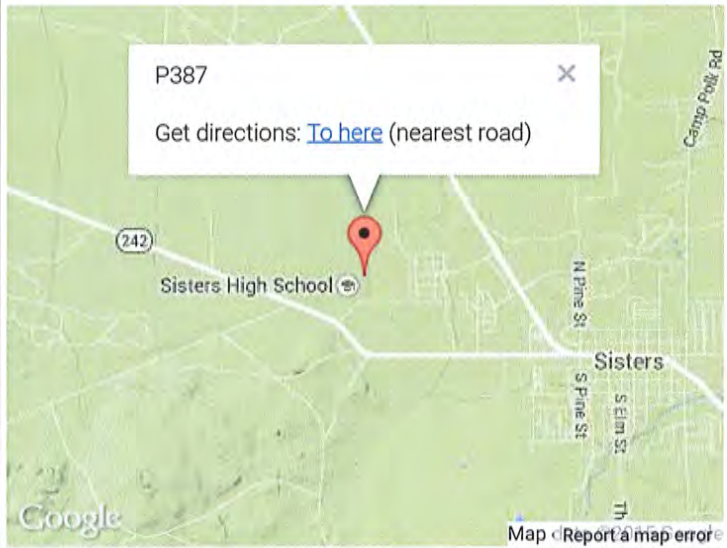 P387
Get directions: To here (nearest road)
Camp Polk Rd
242
Sisters High School
N Pine St
Sisters
S Pine St
S Elm St
Th
Google
Map
Report a map error